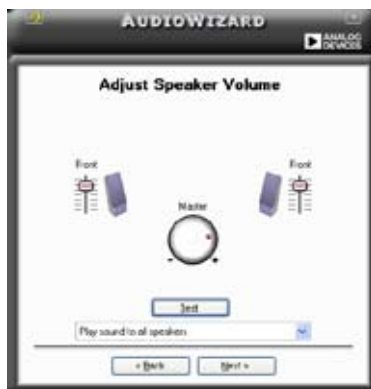 AUDIOWIZARD
ANALOG
DEVICES
Adjust Speaker Volume
Front
Front
Master
- +
Test
Play sound to all speakers
< Back
Next >